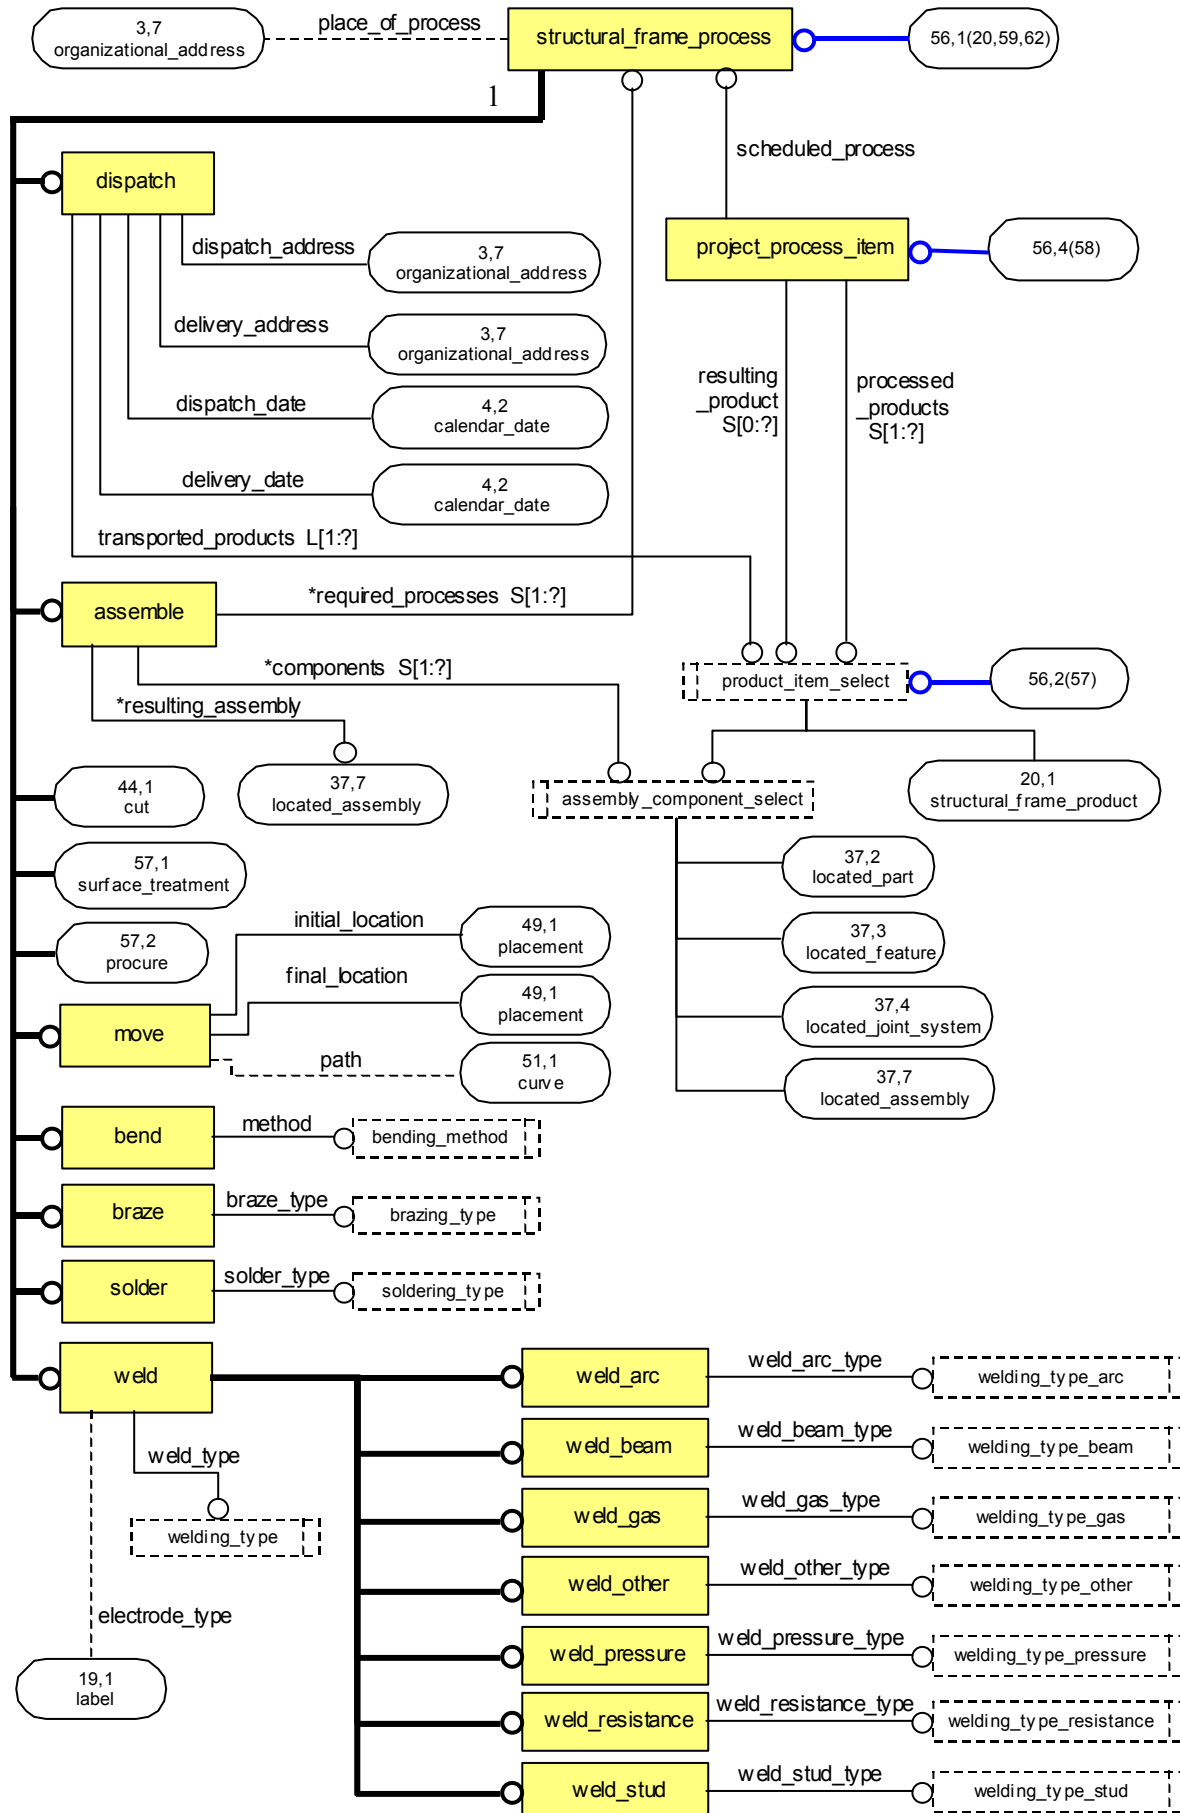 3,7
organizational_address
place_of_process
structural_frame_process
56,1(20,59,62)
1
scheduled_process
dispatch
project_process_item
56,4(58)
dispatch_address
3,7
organizational_address
delivery_address
3,7
organizational_address
dispatch_date
4,2
calendar_date
delivery_date
4,2
calendar_date
resulting
_product
S[0:?]
processed
_products
S[1:?]
transported_products L[1:?]
assemble
*required_processes S[1:?]
*components S[1:?]
product_item_select
56,2(57)
*resulting_assembly
37,7
located_assembly
assembly_component_select
20,1
structural_frame_product
44,1
cut
57,1
surface_treatment
57,2
procure
37,2
located_part
37,3
located_feature
37,4
located_joint_system
37,7
located_assembly
move
initial_location
49,1
placement
final_location
49,1
placement
path
51,1
curve
bend
method
bending_method
braze
braze_type
brazing_type
solder
solder_type
soldering_type
weld
weld_type
welding_type
electrode_type
19,1
label
weld_arc
weld_arc_type
welding_type_arc
weld_beam
weld_beam_type
welding_type_beam
weld_gas
weld_gas_type
welding_type_gas
weld_other
weld_other_type
welding_type_other
weld_pressure
weld_pressure_type
welding_type_pressure
weld_resistance
weld_resistance_type
welding_type_resistance
weld_stud
weld_stud_type
welding_type_stud